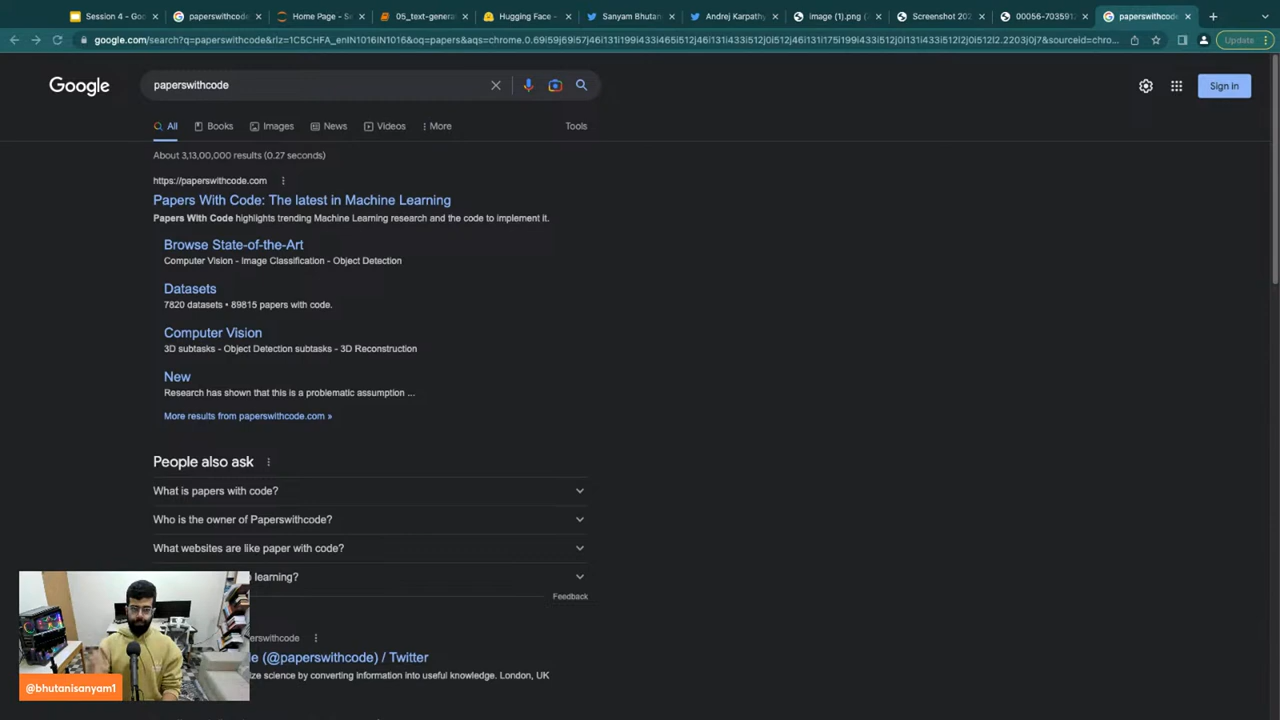 Session 4 - Goo
paperswithcode
Home Page - Se
05_text-genera
Hugging Face –
Sanyam Bhutan
Andrej Karpathy
image (1).png (
Screenshot 202
00056-7035912
paperswithcode
google.com/search?q=paperswithcode&rlz=1C5CHFA_enIN1016IN1016&oq=papers&aqs=chrome.0.69i59j69i57j46i131i199i433i465i512j46i131i433i512j0i512j46i131i175i199i433i512j0i131i433i512l2j0i512l2.2203j0j7&sourceid=chro...
Update
Google
paperswithcode
Sign in
All
Books
Images
News
Videos
More
Tools
About 3,13,00,000 results (0.27 seconds)
https://paperswithcode.com
Papers With Code: The latest in Machine Learning
Papers With Code highlights trending Machine Learning research and the code to implement it.
Browse State-of-the-Art
Computer Vision - Image Classification - Object Detection
Datasets
7820 datasets • 89815 papers with code.
Computer Vision
3D subtasks - Object Detection subtasks - 3D Reconstruction
New
Research has shown that this is a problematic assumption ...
More results from paperswithcode.com »
People also ask
What is papers with code?
Who is the owner of Paperswithcode?
What websites are like paper with code?
learning?
Feedback
perswithcode
(@paperswithcode) / Twitter
science by converting information into useful knowledge. London, UK
@bhutanisanyam1